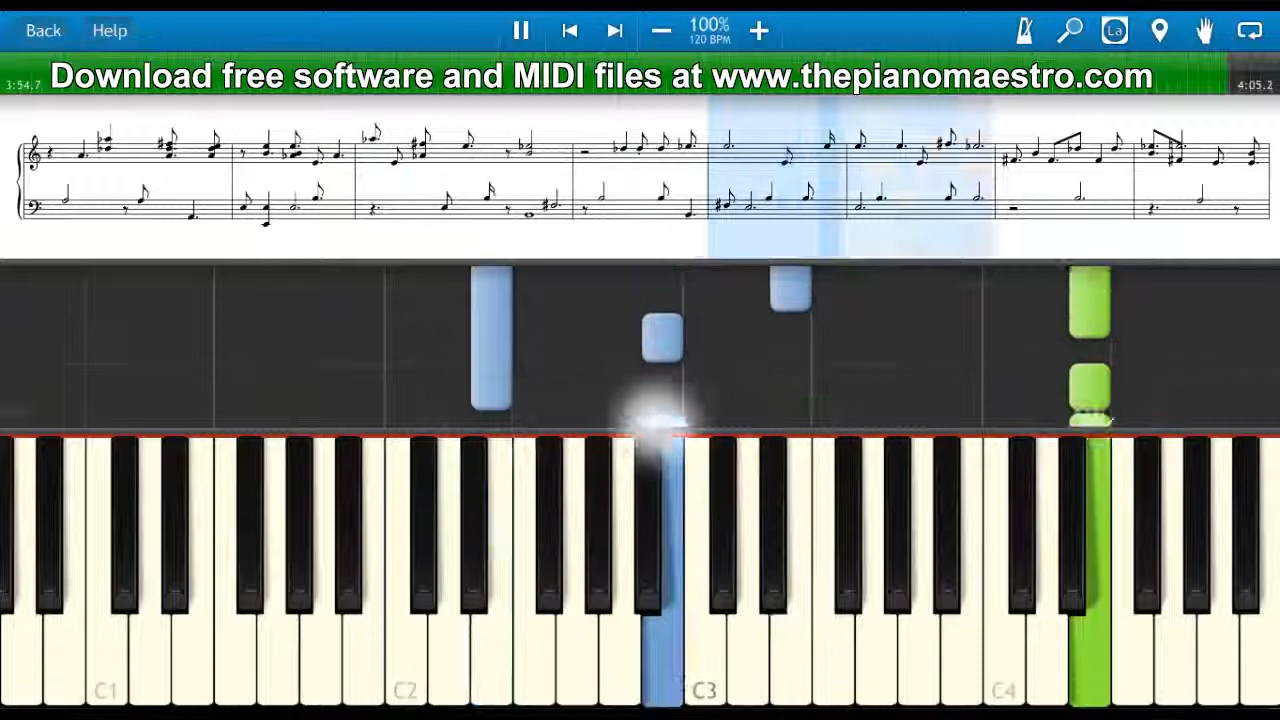 Back Help 100% La
120 BPM
3:54.7 Download free software and MIDI files at www.thepianomaestro.com 4:05.2
C1 C2 C3 C4